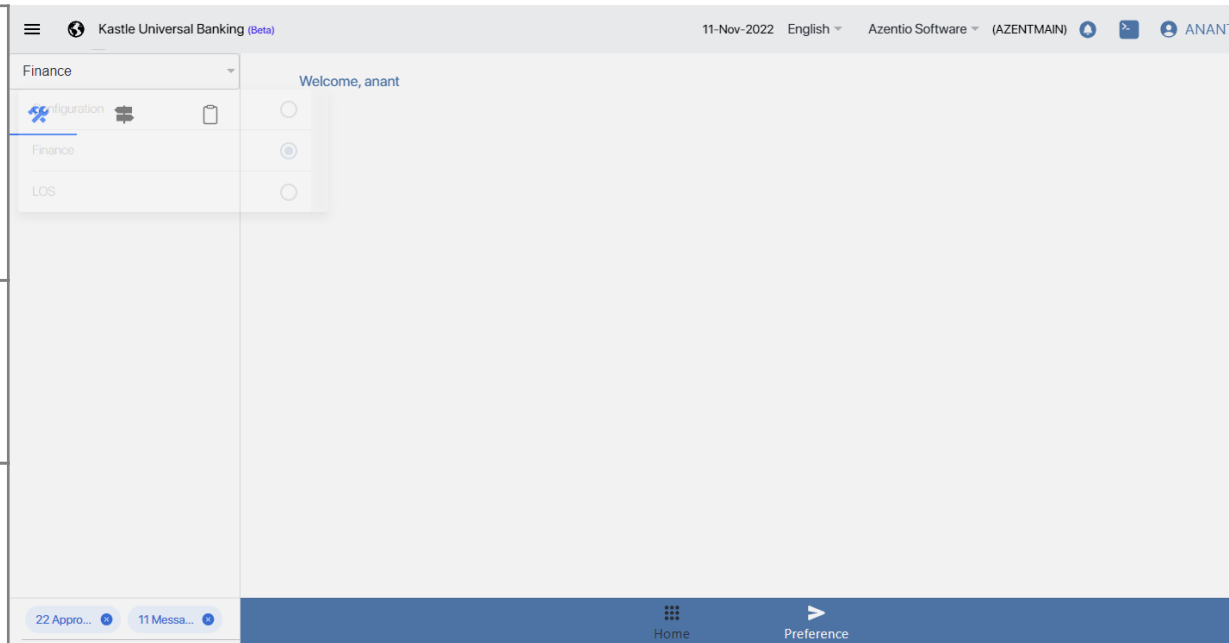 Kastle Universal Banking (Beta)
11-Nov-2022 English Azentio Software (AZENTMAIN) ANANT
Finance
Welcome, anant
Configuration
Finance
LOS
22 Appro... 11 Messa...
Home Preference